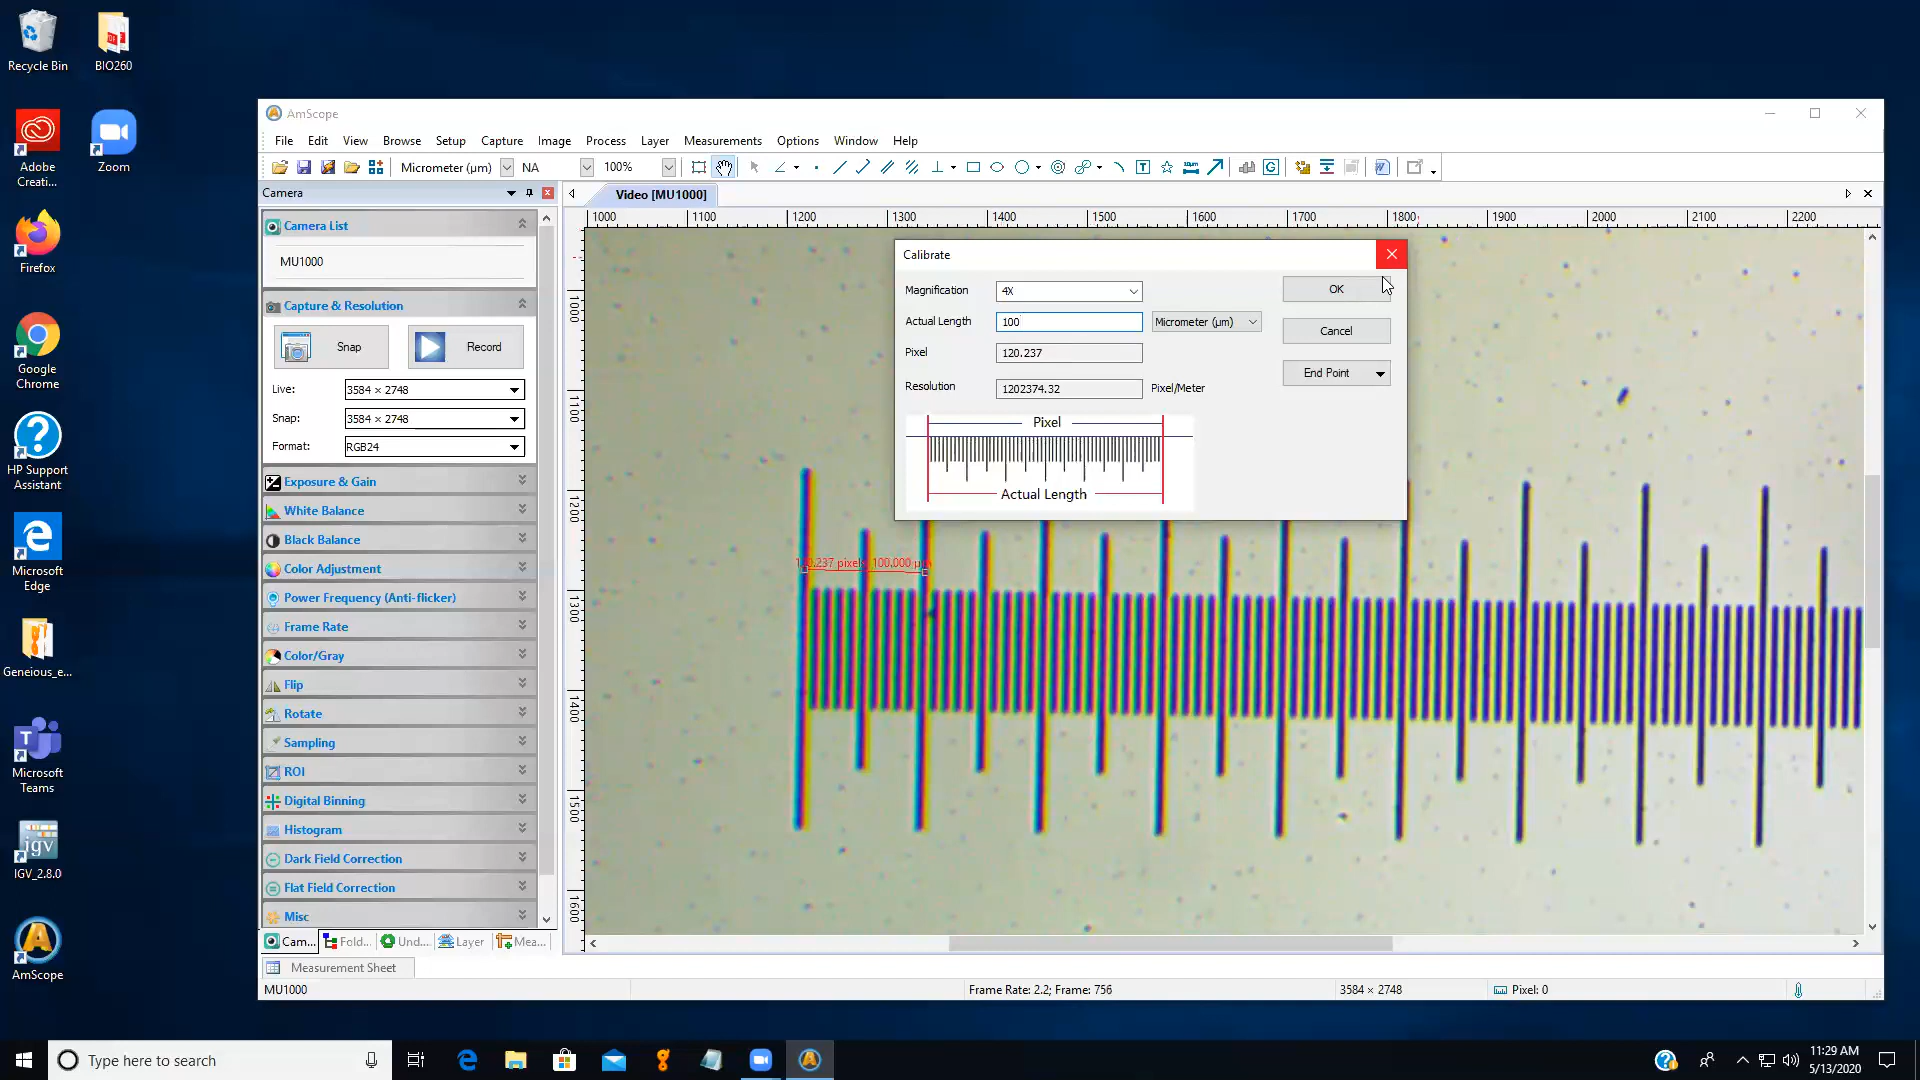 Recycle Bin
BIO260
Adobe
Creati...
Zoom
Firefox
Google
Chrome
HP Support
Assistant
Microsoft
Edge
Geneious_e...
Microsoft
Teams
IGV_2.8.0
AmScope
AmScope
File Edit View Browse Setup Capture Image Process Layer Measurements Options Window Help
Micrometer (µm) NA 100%
Camera
Video [MU1000]
Camera List
MU1000
Capture & Resolution
Snap Record
Live: 3584 × 2748
Snap: 3584 × 2748
Format: RGB24
Exposure & Gain
White Balance
Black Balance
Color Adjustment
Power Frequency (Anti-flicker)
Frame Rate
Color/Gray
Flip
Rotate
Sampling
ROI
Digital Binning
Histogram
Dark Field Correction
Flat Field Correction
Misc
Cam... Fold... Und... Layer Mea...
1000 1100 1200 1300 1400 1500 1600 1700 1800 1900 2000 2100 2200
1000
1100
1200
1300
1400
1500
1600
Calibrate
Magnification 4X OK
Actual Length 100 Micrometer (µm) Cancel
Pixel 120.237
End Point
Resolution 1202374.32 Pixel/Meter
Pixel
Actual Length
Measurement Sheet
MU1000 Frame Rate: 2.2; Frame: 756 3584 × 2748 Pixel: 0
Type here to search
11:29 AM
5/13/2020